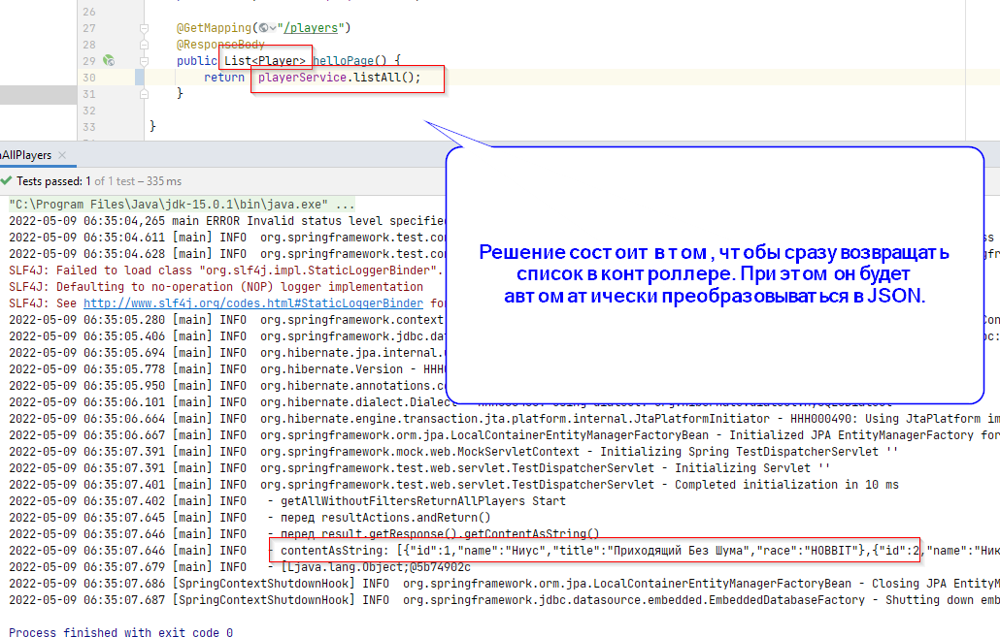 26
27 @GetMapping("/players")
28 @ResponseBody
29 public List<Player> helloPage() {
30 return playerService.listAll();
31 }
32
33 }
AllPlayers ×
Tests passed: 1 of 1 test – 335 ms
"C:\Program Files\Java\jdk-15.0.1\bin\java.exe" ...
2022-05-09 06:35:04,265 main ERROR Invalid status level specified
2022-05-09 06:35:04.611 [main] INFO org.springframework.test.con
2022-05-09 06:35:04.628 [main] INFO org.springframework.test.con
SLF4J: Failed to load class "org.slf4j.impl.StaticLoggerBinder".
SLF4J: Defaulting to no-operation (NOP) logger implementation
SLF4J: See http://www.slf4j.org/codes.html#StaticLoggerBinder for
Решение состоит в том, чтобы сразу возвращать
список в контроллере. При этом он будет
автоматически преобразовываться в JSON.
2022-05-09 06:35:05.280 [main] INFO org.springframework.context
2022-05-09 06:35:05.406 [main] INFO org.springframework.jdbc.dat
2022-05-09 06:35:05.694 [main] INFO org.hibernate.jpa.internal.
2022-05-09 06:35:05.778 [main] INFO org.hibernate.Version - HHH0
2022-05-09 06:35:05.950 [main] INFO org.hibernate.annotations.co
2022-05-09 06:35:06.101 [main] INFO org.hibernate.dialect.Dialect
2022-05-09 06:35:06.664 [main] INFO org.hibernate.engine.transaction.jta.platform.internal.JtaPlatformInitiator - HHH000490: Using JtaPlatform im
2022-05-09 06:35:06.667 [main] INFO org.springframework.orm.jpa.LocalContainerEntityManagerFactoryBean - Initialized JPA EntityManagerFactory for
2022-05-09 06:35:07.391 [main] INFO org.springframework.mock.web.MockServletContext - Initializing Spring TestDispatcherServlet ''
2022-05-09 06:35:07.391 [main] INFO org.springframework.test.web.servlet.TestDispatcherServlet - Initializing Servlet ''
2022-05-09 06:35:07.401 [main] INFO org.springframework.test.web.servlet.TestDispatcherServlet - Completed initialization in 10 ms
2022-05-09 06:35:07.402 [main] INFO - getAllWithoutFiltersReturnAllPlayers Start
2022-05-09 06:35:07.645 [main] INFO - перед resultActions.andReturn()
2022-05-09 06:35:07.646 [main] INFO - перед result.getResponse().getContentAsString()
2022-05-09 06:35:07.646 [main] INFO - contentAsString: [{"id":1,"name":"Ниус","title":"Приходящий Без Шума","race":"HOBBIT"},{"id":2,"name":"Ник
2022-05-09 06:35:07.679 [main] INFO - [Ljava.lang.Object;@5b74902c
2022-05-09 06:35:07.686 [SpringContextShutdownHook] INFO org.springframework.orm.jpa.LocalContainerEntityManagerFactoryBean - Closing JPA EntityM
2022-05-09 06:35:07.687 [SpringContextShutdownHook] INFO org.springframework.jdbc.datasource.embedded.EmbeddedDatabaseFactory - Shutting down emb
Process finished with exit code 0